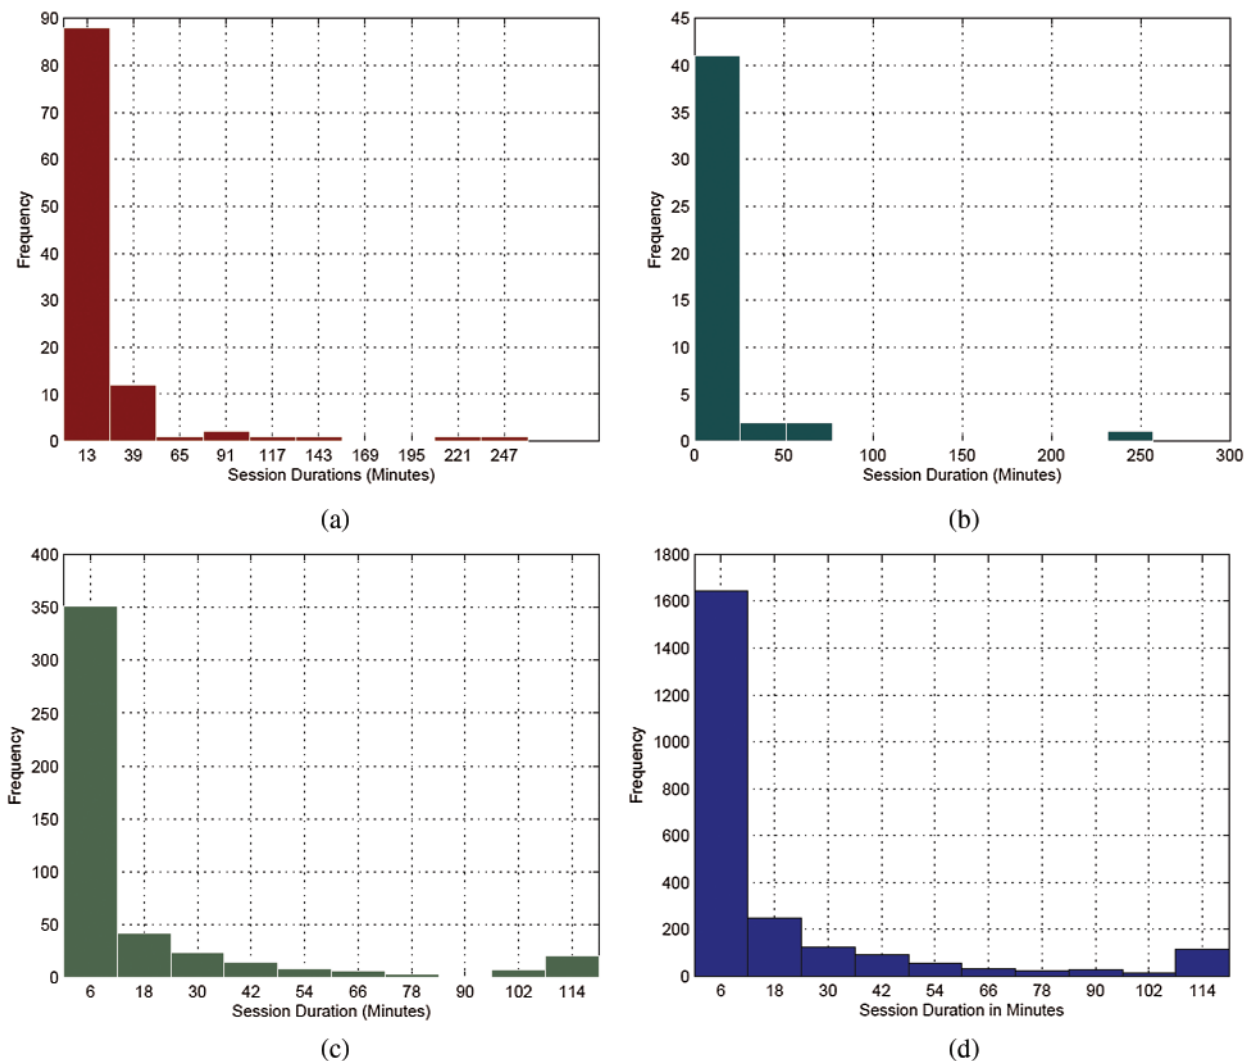 90
80
70
60
50
40
30
20
10
0
Frequency
13 39 65 91 117 143 169 195 221 247
Session Durations (Minutes)
(a)
45
40
35
30
25
20
15
10
5
0
Frequency
0 50 100 150 200 250 300
Session Duration (Minutes)
(b)
400
350
300
250
200
150
100
50
0
Frequency
6 18 30 42 54 66 78 90 102 114
Session Duration (Minutes)
(c)
1800
1600
1400
1200
1000
800
600
400
200
0
Frequency
6 18 30 42 54 66 78 90 102 114
Session Duration in Minutes
(d)